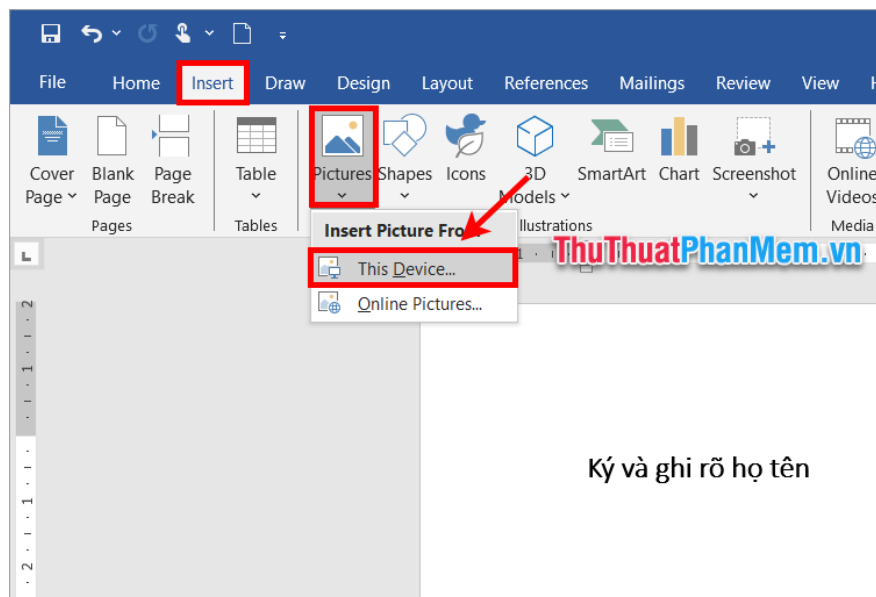 File Home Insert Draw Design Layout References Mailings Review View
Cover Page Blank Page Page Break Table Pictures Shapes Icons 3D Models SmartArt Chart Screenshot Online Videos
Pages Tables Illustrations Media
Insert Picture From
ThuThuatPhanMem.vn
This Device...
Online Pictures...
Ký và ghi rõ họ tên